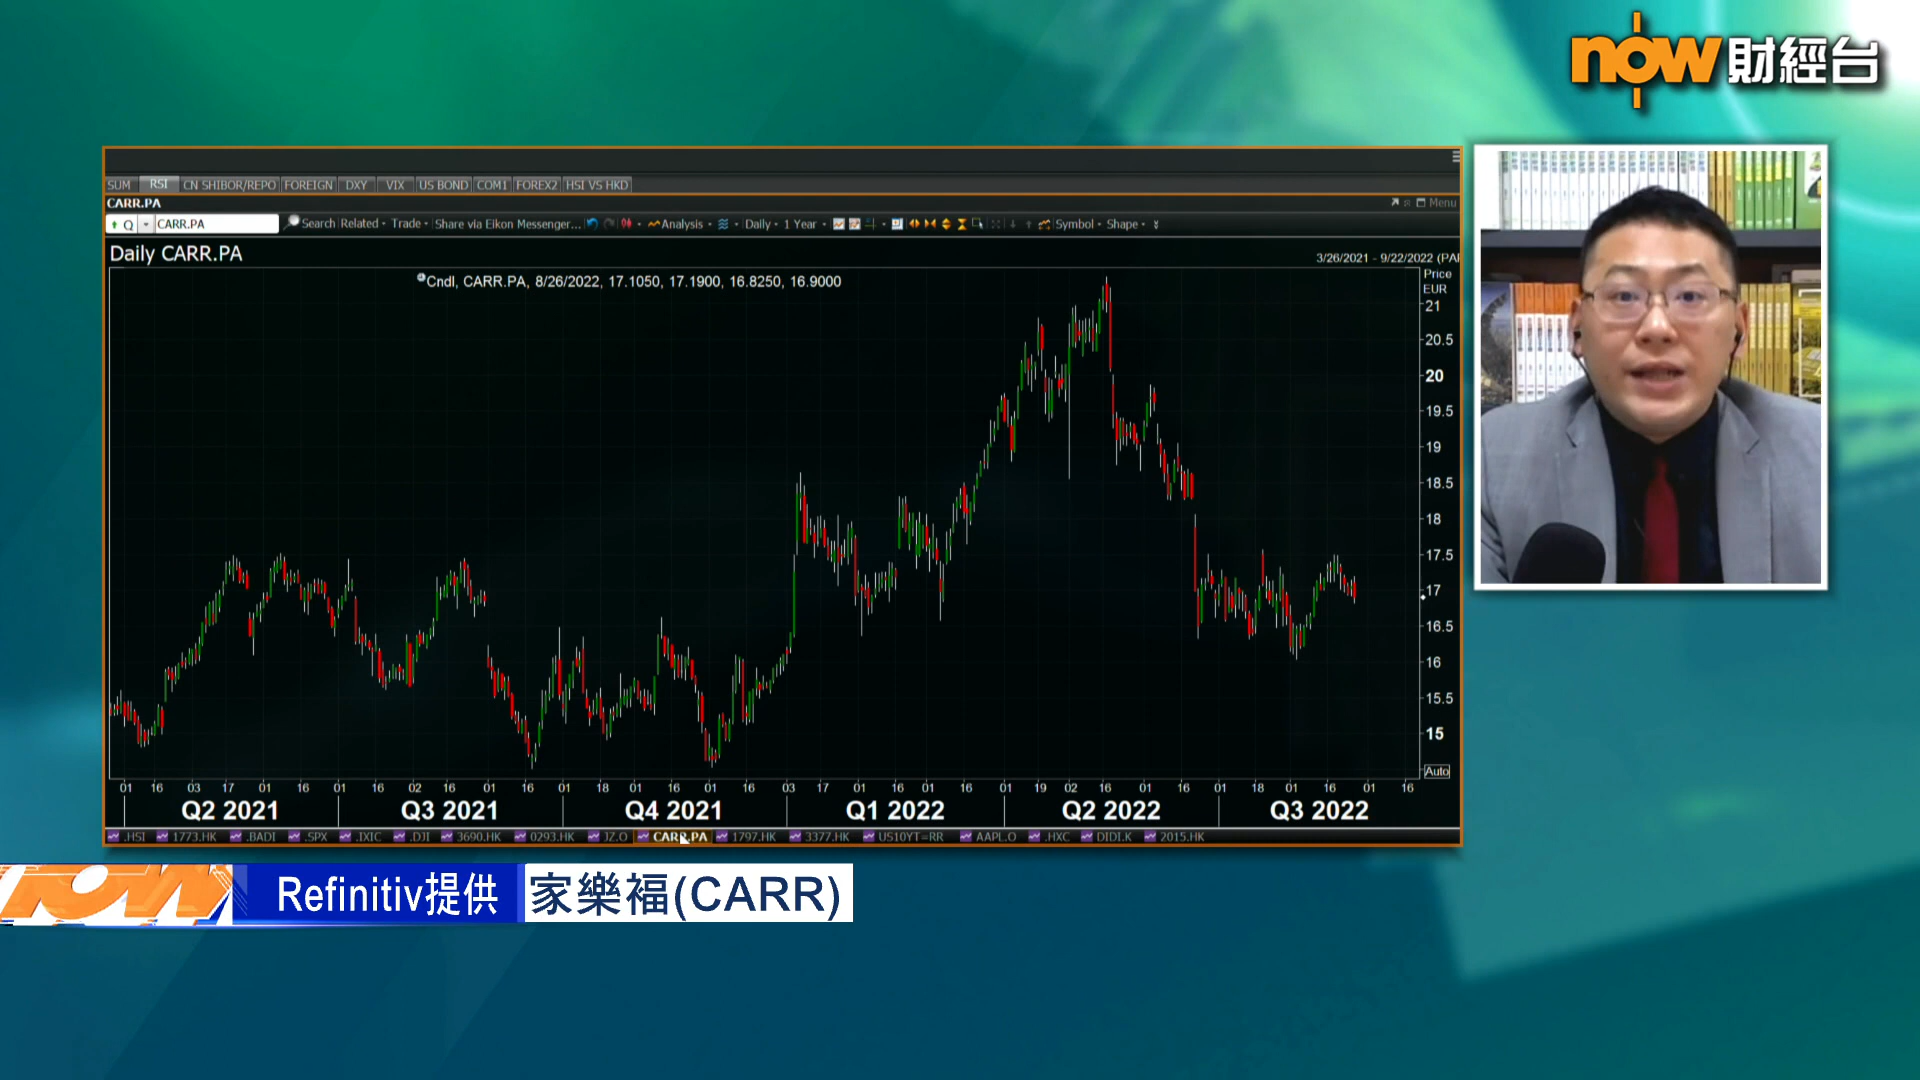 now 財經台
SUM RSI CN SHIBOR/REPO FOREIGN DXY VIX US BOND COM1 FOREX2 HSI VS HKD
CARR.PA
Menu
Q CARR.PA Search Related Trade Share via Eikon Messenger... Analysis Daily 1 Year Symbol Shape
Daily CARR.PA
3/26/2021 - 9/22/2022 (PAR
Cndl, CARR.PA, 8/26/2022, 17.1050, 17.1900, 16.8250, 16.9000
Price
EUR
21
20.5
20
19.5
19
18.5
18
17.5
17
16.5
16
15.5
15
Auto
01 16 03 17 01 16 01 16 02 16 01 16 01 18 01 16 01 16 03 17 01 16 01 16 01 19 02 16 01 16 01 18 01 16 01 16
Q2 2021 Q3 2021 Q4 2021 Q1 2022 Q2 2022 Q3 2022
.HSI 1773.HK .BADI .SPX .IXIC .DJI 3690.HK 0293.HK JZ.O CARR.PA 1797.HK 3377.HK US10YT=RR AAPL.O .HXC DIDI.K 2015.HK
now Refinitiv提供 家樂福(CARR)